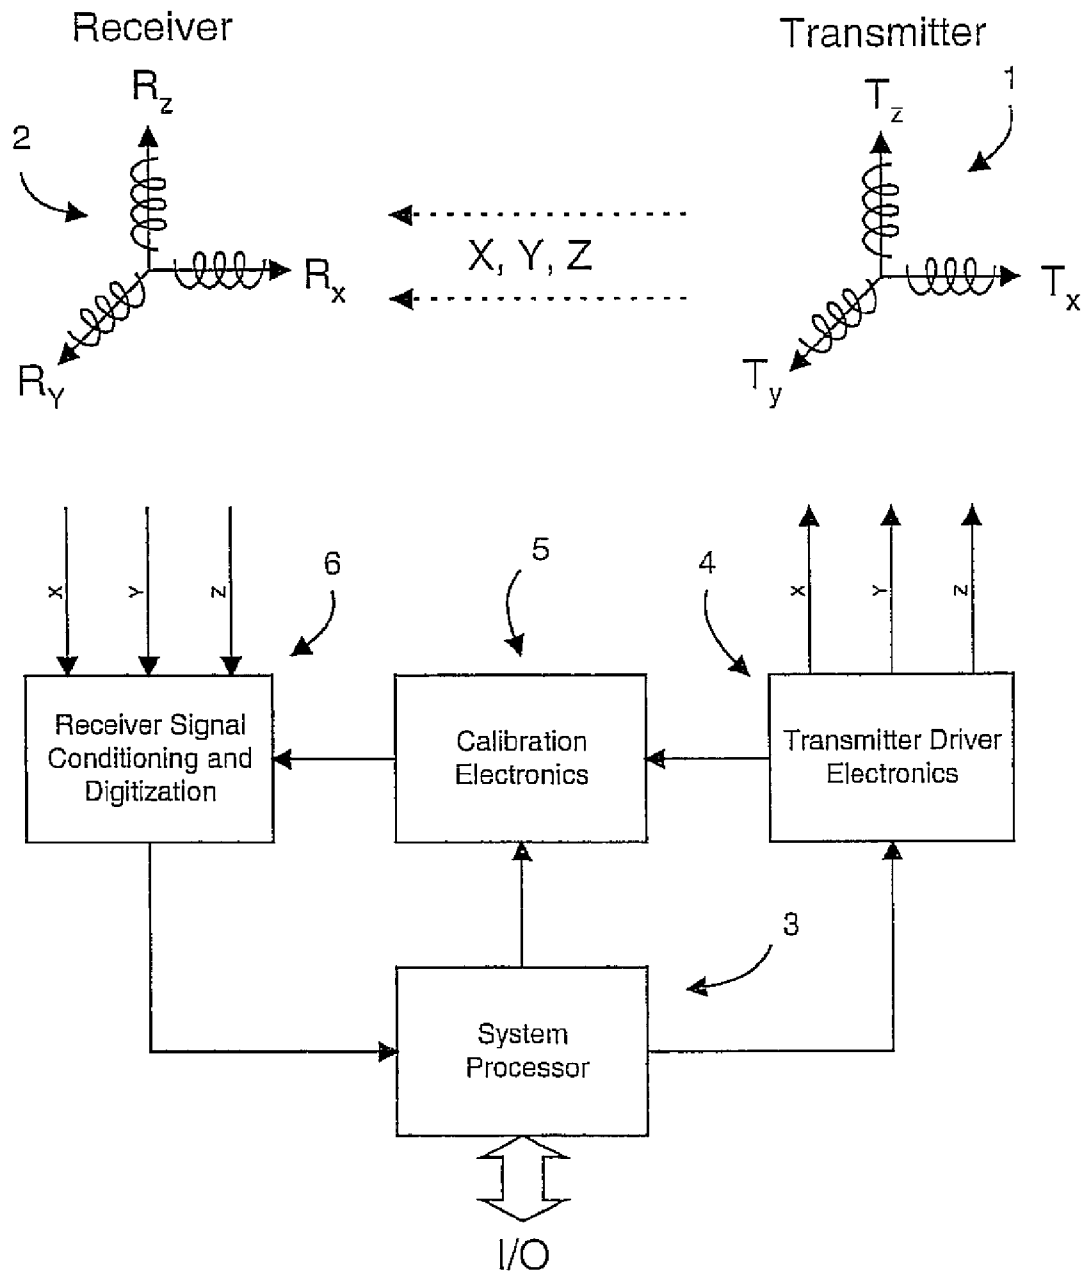 Receiver
Transmitter
R_z
T_z
1
2
X, Y, Z
R_x
T_x
R_Y
T_y
6
5
4
X
Y
Z
X
Y
Z
Receiver Signal
Conditioning and
Digitization
Calibration
Electronics
Transmitter Driver
Electronics
3
System
Processor
I/O